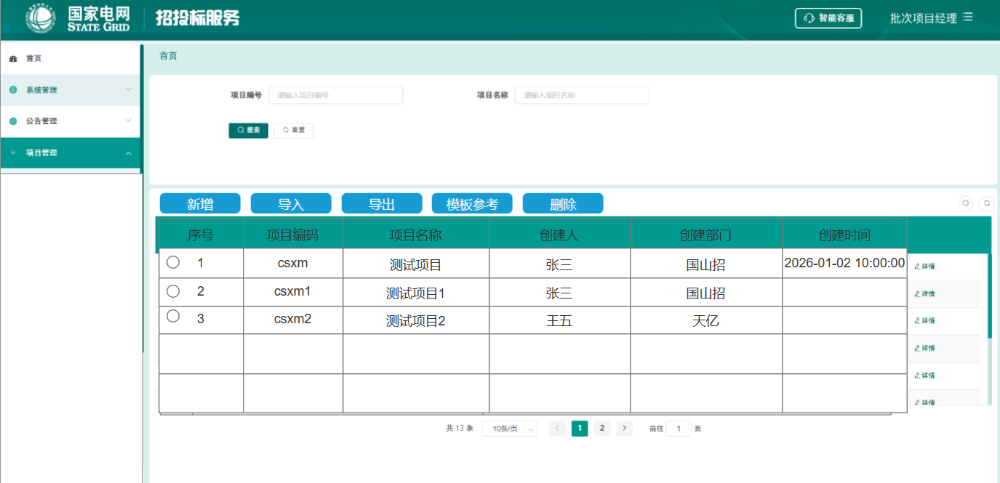 国家电网
STATE GRID
招投标服务
智能客服
批次项目经理
首页
系统管理
公告管理
项目管理
首页
项目编号 请输入项目编号 项目名称 请输入项目名称
搜索 重置
新增 导入 导出 模板参考 删除
序号 项目编码 项目名称 创建人 创建部门 创建时间
1 csxm 测试项目 张三 国山招 2026-01-02 10:00:00 详情
2 csxm1 测试项目1 张三 国山招 详情
3 csxm2 测试项目2 王五 天亿 详情
详情
详情
详情
共 13 条 10条/页 1 2 前往 1 页